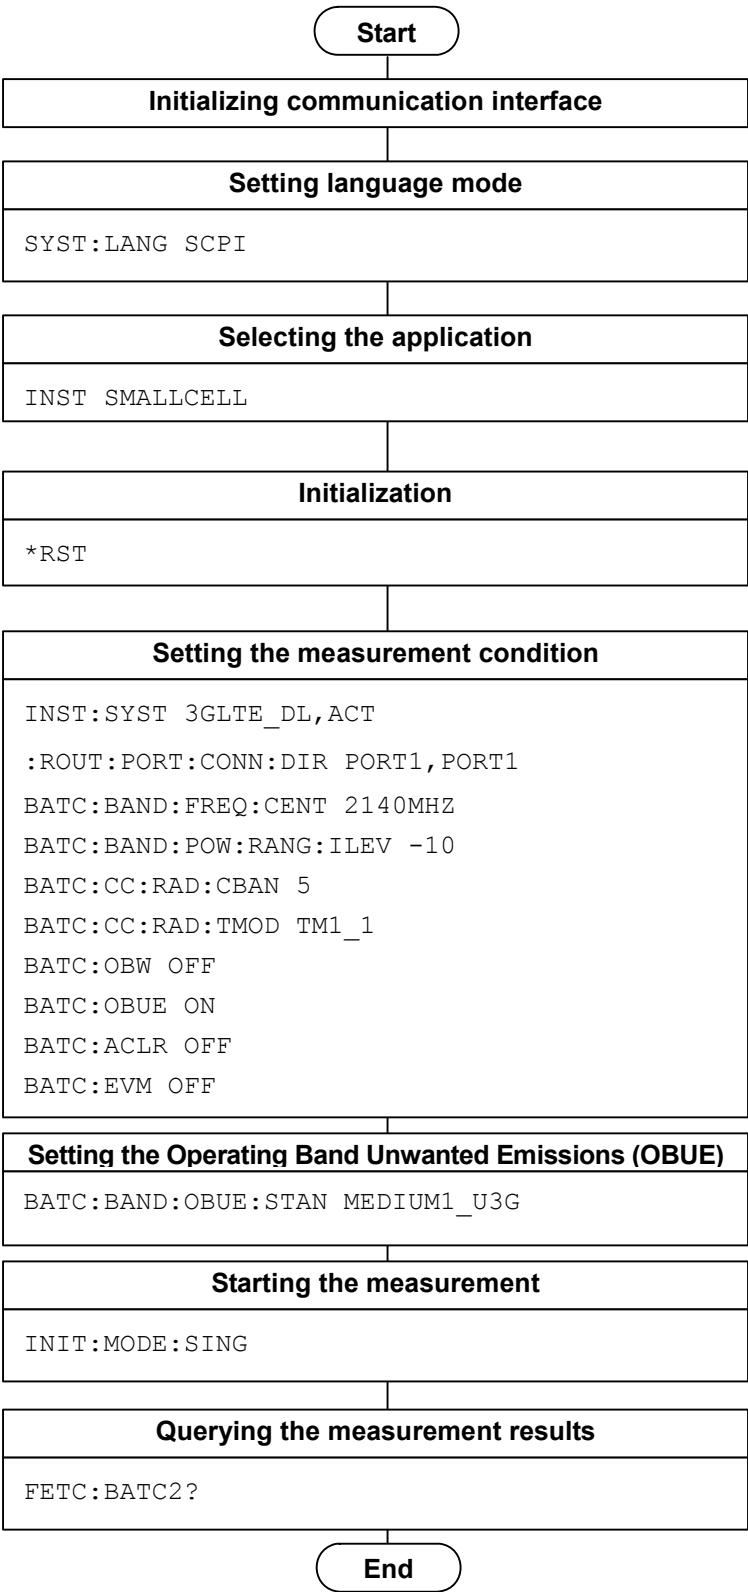 Start
Initializing communication interface
Setting language mode
SYST:LANG SCPI
Selecting the application
INST SMALLCELL
Initialization
*RST
Setting the measurement condition
INST:SYST 3GLTE_DL,ACT
:ROUT:PORT:CONN:DIR PORT1,PORT1
BATC:BAND:FREQ:CENT 2140MHZ
BATC:BAND:POW:RANG:ILEV -10
BATC:CC:RAD:CBAN 5
BATC:CC:RAD:TMOD TM1_1
BATC:OBW OFF
BATC:OBUE ON
BATC:ACLR OFF
BATC:EVM OFF
Setting the Operating Band Unwanted Emissions (OBUE)
BATC:BAND:OBUE:STAN MEDIUM1_U3G
Starting the measurement
INIT:MODE:SING
Querying the measurement results
FETC:BATC2?
End